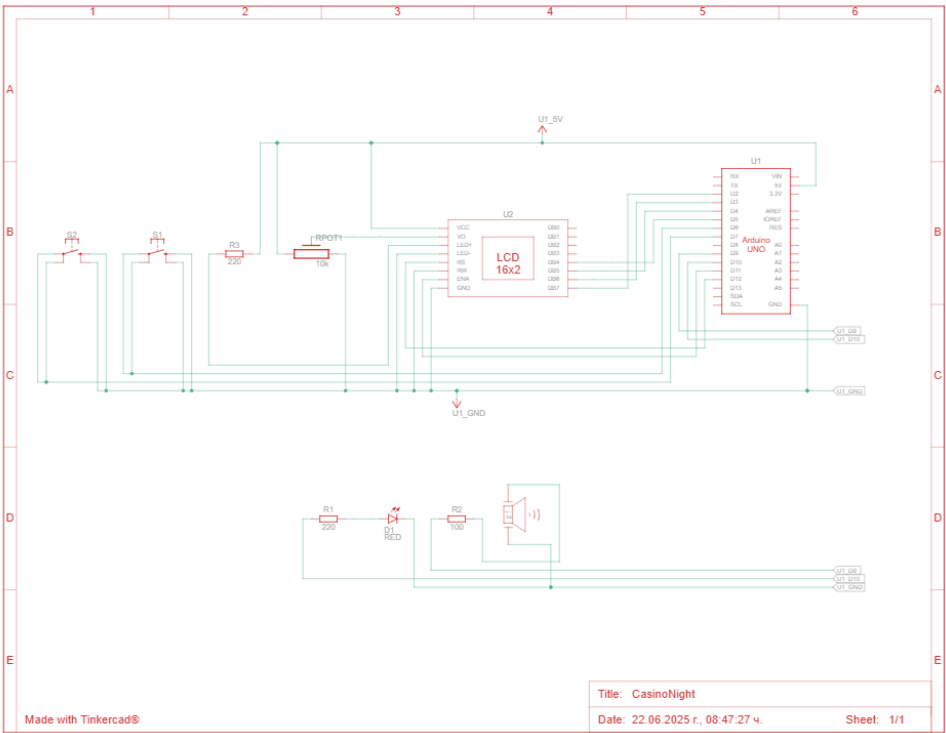 1 2 3 4 5 6
A A
U1_5V
U1
RX VIN
TX 5V
D2 3.3V
D3
D4 AREF
D5 IOREF
D6 RES
D7
D8 A0
D9 A1
D10 A2
D11 A3
D12 A4
D13 A5
SDA
SCL GND
Arduino
UNO
B B
S2 S1
R3
220
RPOT1
10k
U2
VCC DB0
VO DB1
LED+ DB2
LED- DB3
RS DB4
RW DB5
ENA DB6
GND DB7
LCD
16x2
U1_D9
U1_D10
C C
U1_GND
U1_GND
D D
R1
220
D1
RED
R2
100
U1_D9
U1_D10
U1_GND
E E
Title: CasinoNight
Made with Tinkercad®
Date: 22.06.2025 г., 08:47:27 ч. Sheet: 1/1